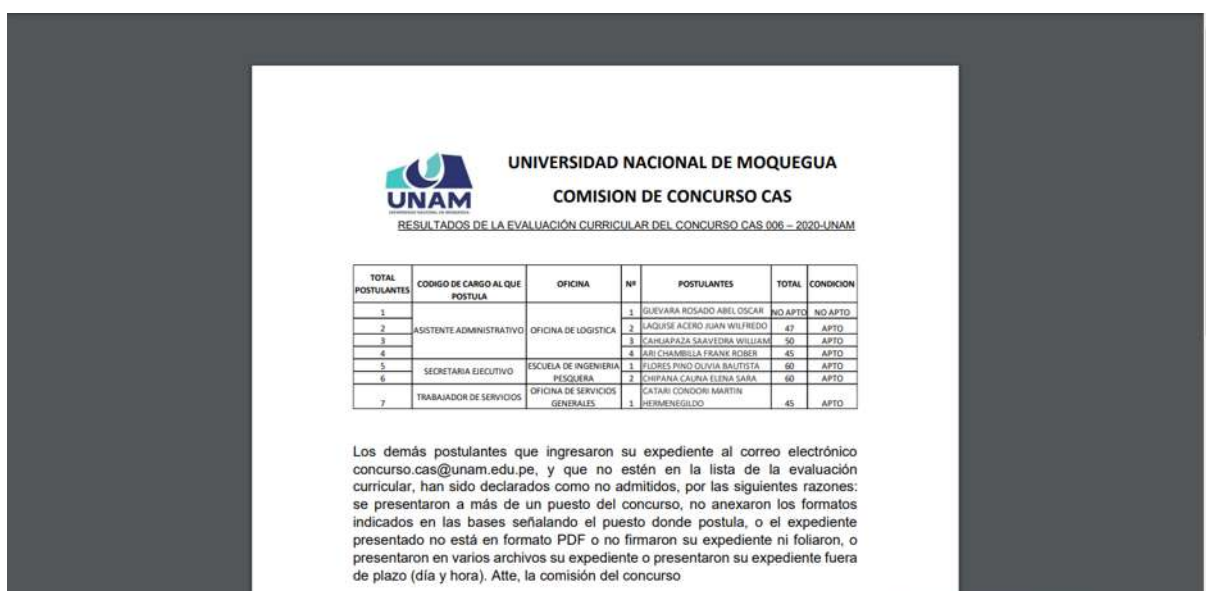 UNAM
UNIVERSIDAD NACIONAL DE MOQUEGUA
COMISION DE CONCURSO CAS
RESULTADOS DE LA EVALUACIÓN CURRICULAR DEL CONCURSO CAS 006 – 2020-UNAM
TOTAL POSTULANTES CODIGO DE CARGO AL QUE POSTULA OFICINA Nº POSTULANTES TOTAL CONDICION
1 ASISTENTE ADMINISTRATIVO OFICINA DE LOGISTICA 1 GUEVARA ROSADO ABEL OSCAR NO APTO NO APTO
2 2 LAQUISE ACERO JUAN WILFREDO 47 APTO
3 3 CAHUAPAZA SAAVEDRA WILLIAM 50 APTO
4 4 ARI CHAMBILLA FRANK ROBER 45 APTO
5 SECRETARIA EJECUTIVO ESCUELA DE INGENIERIA PESQUERA 1 FLORES PINO OLIVIA BAUTISTA 60 APTO
6 2 CHIPANA CAUNA ELENA SARA 60 APTO
7 TRABAJADOR DE SERVICIOS OFICINA DE SERVICIOS GENERALES 1 CATARI CONDORI MARTIN HERMENEGILDO 45 APTO
Los demás postulantes que ingresaron su expediente al correo electrónico
concurso.cas@unam.edu.pe, y que no estén en la lista de la evaluación
curricular, han sido declarados como no admitidos, por las siguientes razones:
se presentaron a más de un puesto del concurso, no anexaron los formatos
indicados en las bases señalando el puesto donde postula, o el expediente
presentado no está en formato PDF o no firmaron su expediente ni foliaron, o
presentaron en varios archivos su expediente o presentaron su expediente fuera
de plazo (día y hora). Atte, la comisión del concurso